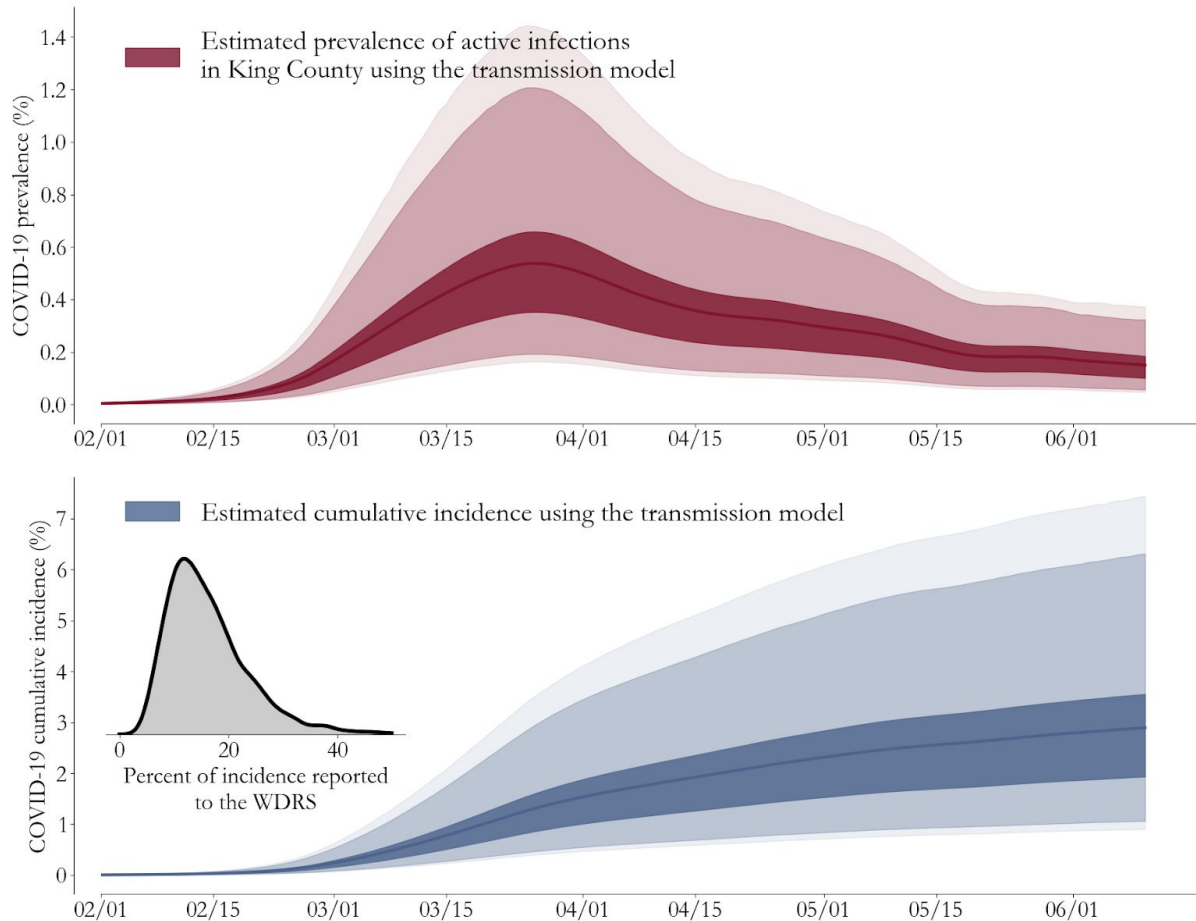 COVID-19 prevalence (%)
1.4
1.2
1.0
0.8
0.6
0.4
0.2
0.0
Estimated prevalence of active infections
in King County using the transmission model
02/01 02/15 03/01 03/15 04/01 04/15 05/01 05/15 06/01
COVID-19 cumulative incidence (%)
7
6
5
4
3
2
1
0
Estimated cumulative incidence using the transmission model
0 20 40
Percent of incidence reported
to the WDRS
02/01 02/15 03/01 03/15 04/01 04/15 05/01 05/15 06/01